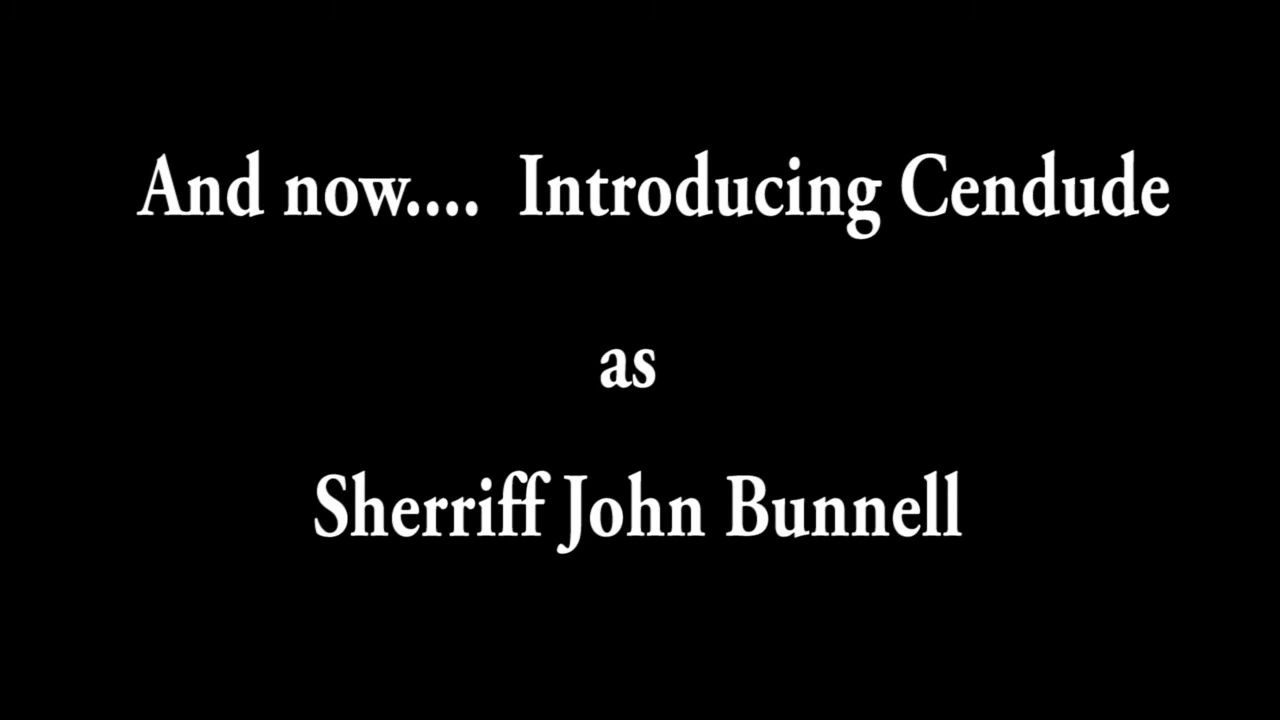 And now....  Introducing Cendude
as
Sherriff John Bunnell